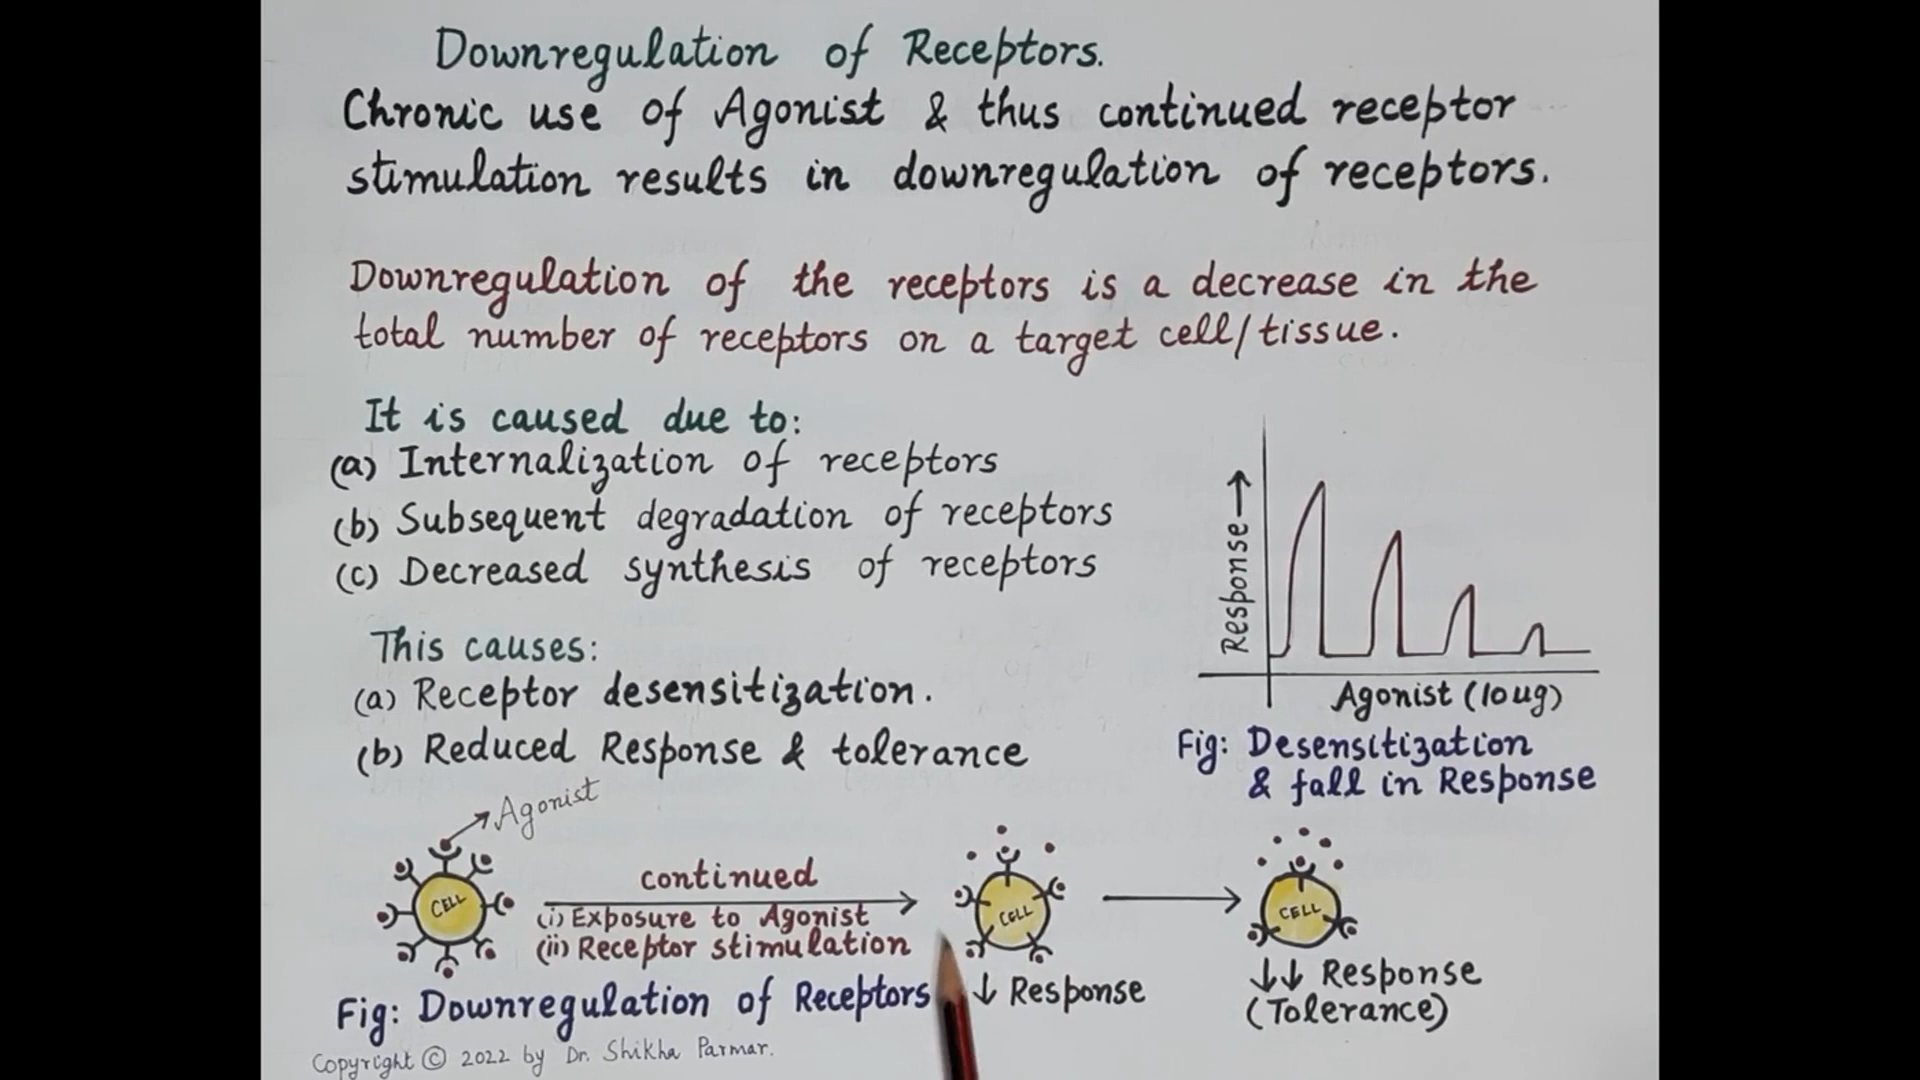 Downregulation of Receptors.
Chronic use of Agonist & thus continued receptor
stimulation results in downregulation of receptors.
Downregulation of the receptors is a decrease in the
total number of receptors on a target cell/tissue.
It is caused due to:
(a) Internalization of receptors
(b) Subsequent degradation of receptors
(c) Decreased synthesis of receptors
This causes:
(a) Receptor desensitization.
(b) Reduced Response & tolerance
Response →
Agonist (10ug)
Fig: Desensitization
& fall in Response
Agonist
CELL
continued
(i) Exposure to Agonist
(ii) Receptor stimulation
CELL
↓ Response
CELL
↓↓ Response
(Tolerance)
Fig: Downregulation of Receptors
Copyright © 2022 by Dr. Shikha Parmar.